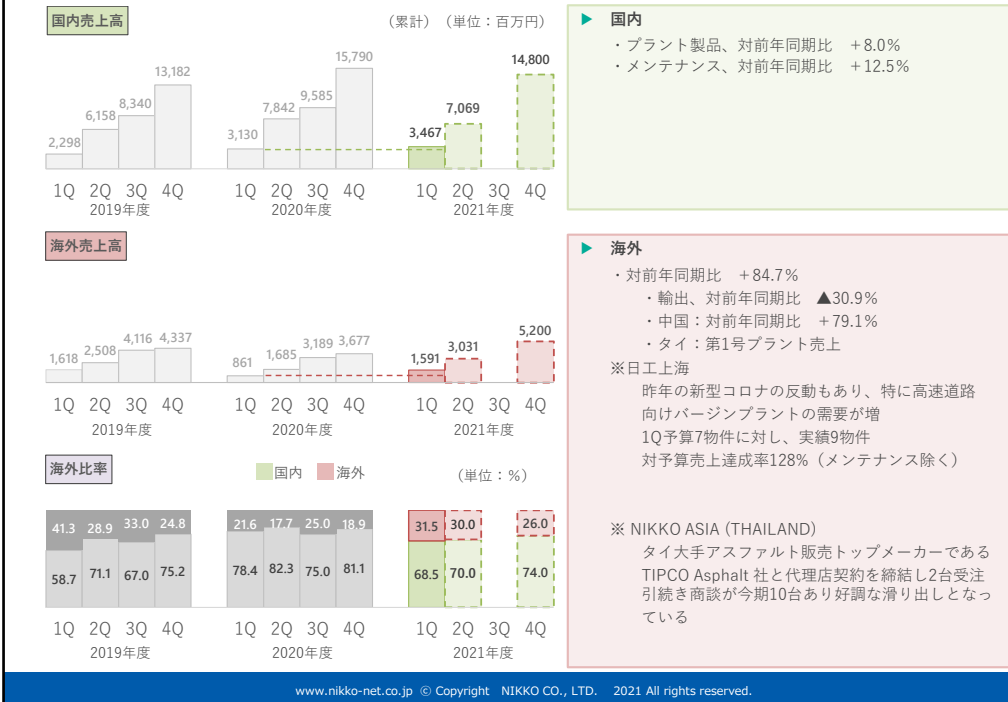 国内売上高
（累計）（単位：百万円）
2,298
6,158
8,340
13,182
3,130
7,842
9,585
15,790
3,467
7,069
14,800
1Q 2Q 3Q 4Q
2019年度
1Q 2Q 3Q 4Q
2020年度
1Q 2Q 3Q 4Q
2021年度
▶ 国内
・プラント製品、対前年同期比 +8.0%
・メンテナンス、対前年同期比 +12.5%
海外売上高
1,618
2,508
4,116
4,337
861
1,685
3,189
3,677
1,591
3,031
5,200
1Q 2Q 3Q 4Q
2019年度
1Q 2Q 3Q 4Q
2020年度
1Q 2Q 3Q 4Q
2021年度
海外比率
国内 海外
（単位：%）
41.3 28.9 33.0 24.8
58.7 71.1 67.0 75.2
21.6 17.7 25.0 18.9
78.4 82.3 75.0 81.1
31.5 30.0 26.0
68.5 70.0 74.0
1Q 2Q 3Q 4Q
2019年度
1Q 2Q 3Q 4Q
2020年度
1Q 2Q 3Q 4Q
2021年度
▶ 海外
・対前年同期比 +84.7%
・輸出、対前年同期比 ▲30.9%
・中国：対前年同期比 +79.1%
・タイ：第1号プラント売上
※日工上海
昨年の新型コロナの反動もあり、特に高速道路
向けバージンプラントの需要が増
1Q予算7物件に対し、実績9物件
対予算売上達成率128%（メンテナンス除く）
※ NIKKO ASIA (THAILAND)
タイ大手アスファルト販売トップメーカーである
TIPCO Asphalt 社と代理店契約を締結し2台受注
引続き商談が今期10台あり好調な滑り出しとなっ
ている
www.nikko-net.co.jp © Copyright NIKKO CO., LTD. 2021 All rights reserved.